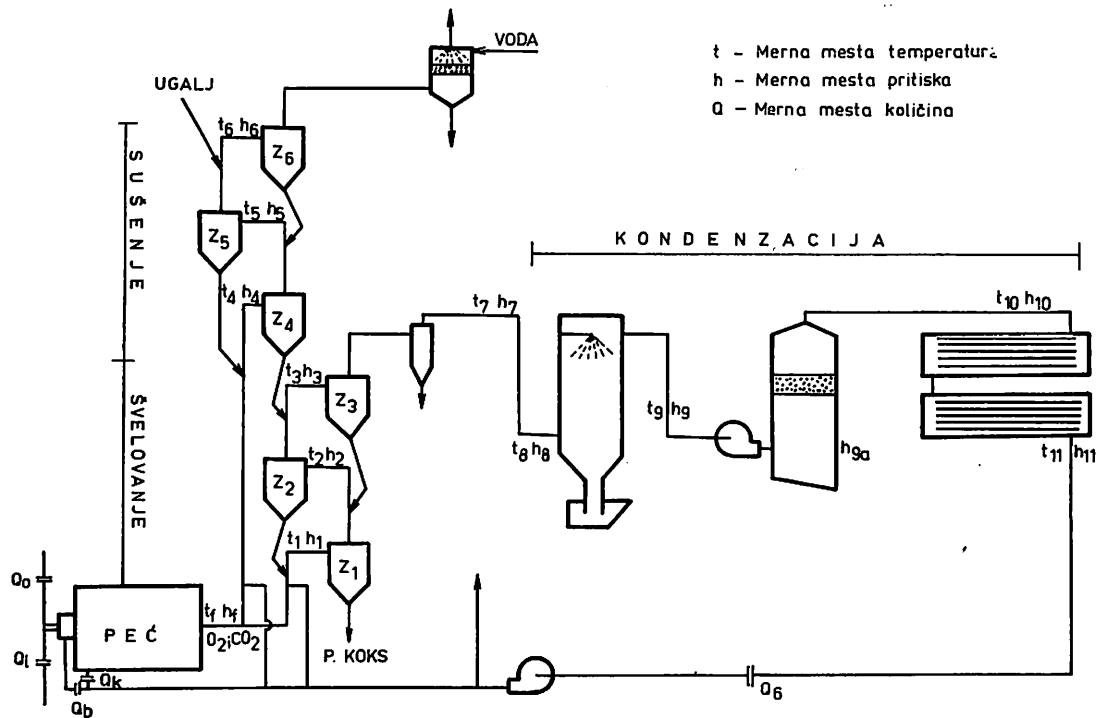 VODA
t – Merna mesta temperatura
h – Merna mesta pritiska
Q – Merna mesta količina
UGALJ
t6 h6
Z6
SUŠENJE
t5 h5
Z5
KONDENZACIJA
t4 h4
Z4
t7 h7
t10 h10
t3 h3
Z3
t9 h9
ŠVELOVANJE
t8 h8
h9a
t11 h11
t2 h2
Z2
t1 h1
Z1
Qo
tf hf
PEĆ
O2iCO2
P. KOKS
Ql
Qk
Qb
Q6